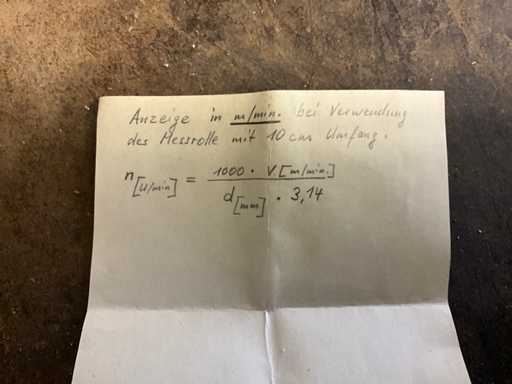 Anzeige in m/min. bei Verwendung
des Messrolle mit 10 cm Umfang.
n[U/min] = 1000 · V[m/min.] / d[mm] · 3,14